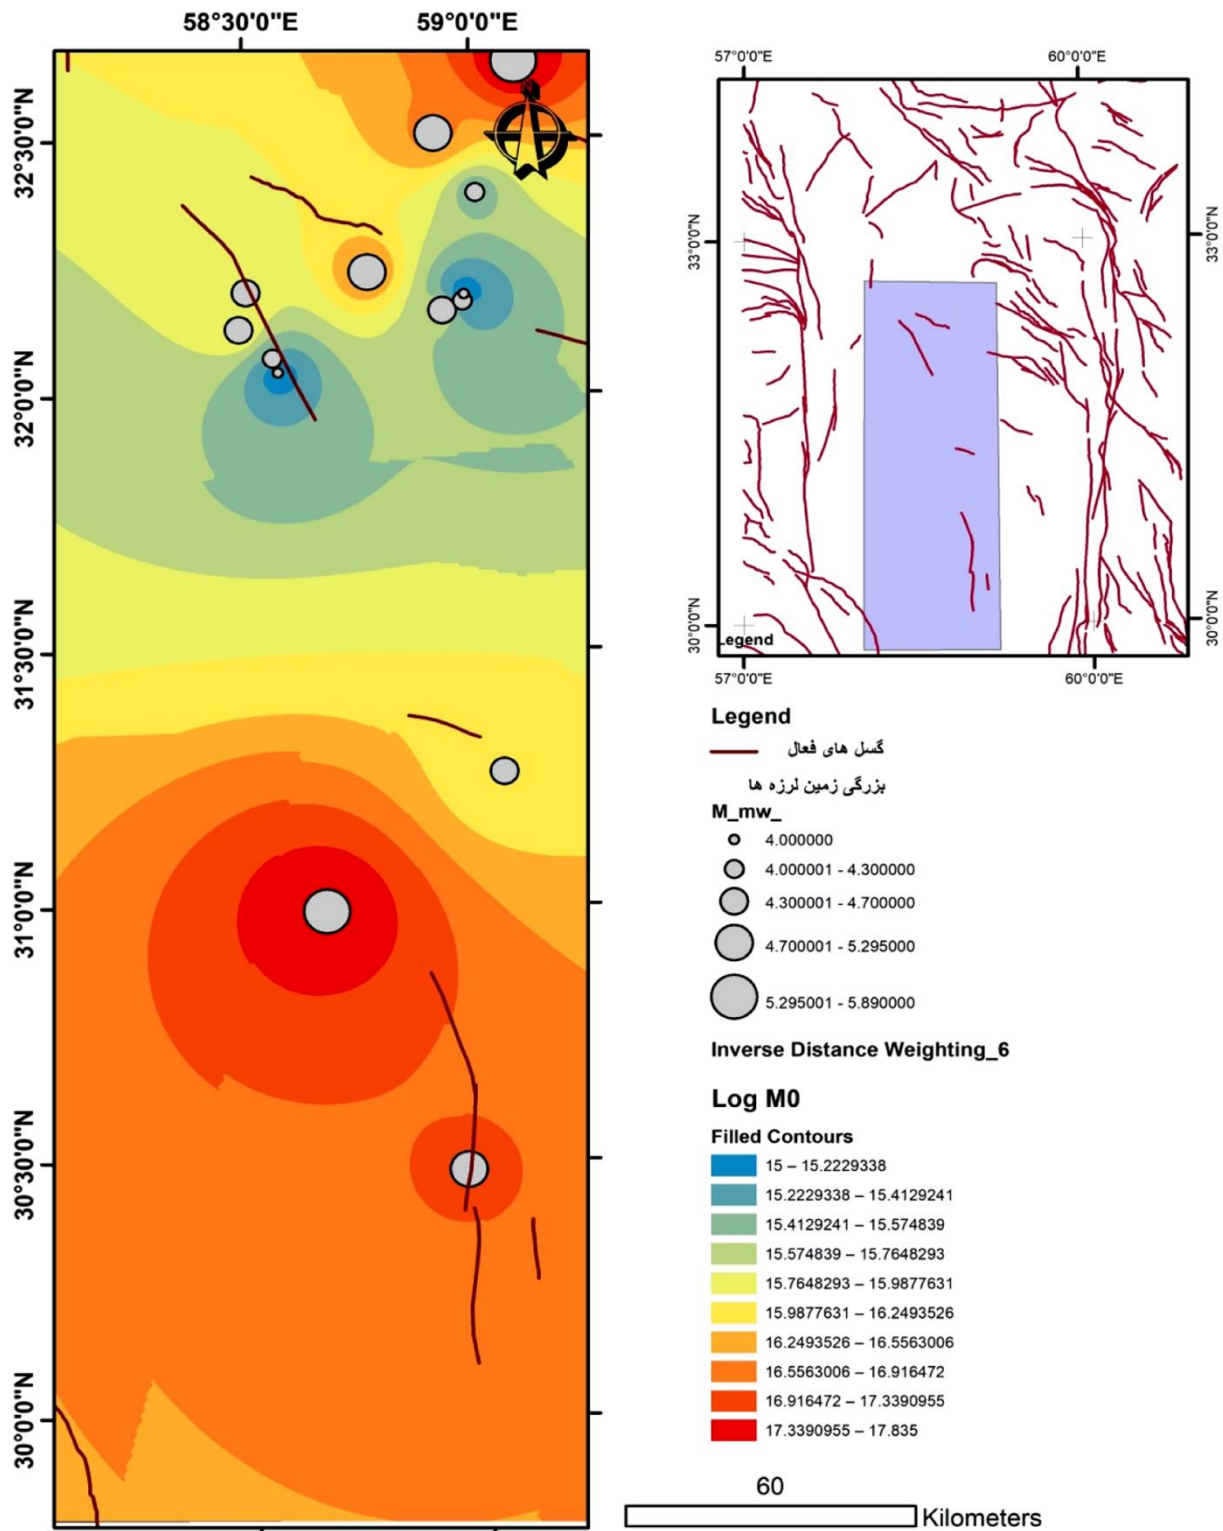 58°30'0"E
59°0'0"E
32°30'0"N
32°0'0"N
31°30'0"N
31°0'0"N
30°30'0"N
30°0'0"N
N
57°0'0"E
60°0'0"E
33°0'0"N
33°0'0"N
30°0'0"N
30°0'0"N
Legend
57°0'0"E
60°0'0"E
Legend
گسل های فعال
بزرگی زمین لرزه ها
M_mw_
4.000000
4.000001 - 4.300000
4.300001 - 4.700000
4.700001 - 5.295000
5.295001 - 5.890000
Inverse Distance Weighting_6
Log M0
Filled Contours
15 – 15.2229338
15.2229338 – 15.4129241
15.4129241 – 15.574839
15.574839 – 15.7648293
15.7648293 – 15.9877631
15.9877631 – 16.2493526
16.2493526 – 16.5563006
16.5563006 – 16.916472
16.916472 – 17.3390955
17.3390955 – 17.835
60
Kilometers